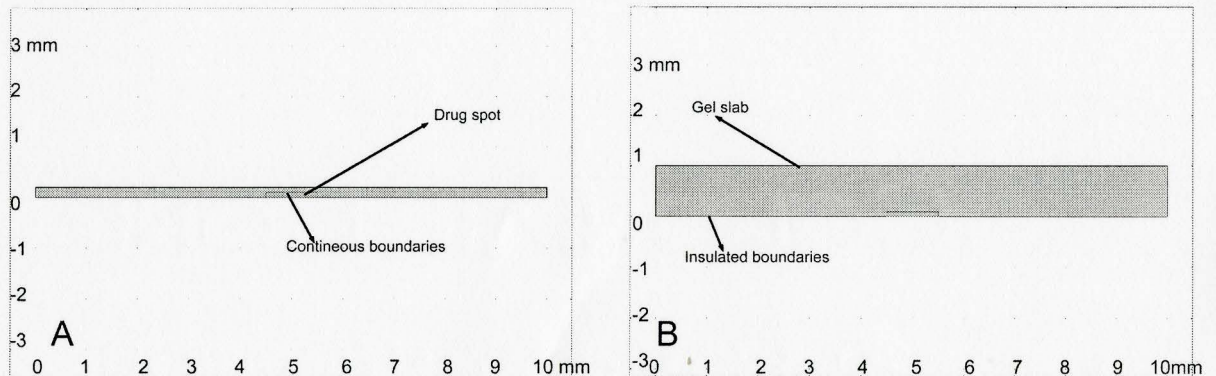 3 mm
2
1
0
-1
-2
-3
Drug spot
Contineous boundaries
A
0 1 2 3 4 5 6 7 8 9 10 mm
3 mm
2
1
0
-1
-2
-3
Gel slab
Insulated boundaries
B
0 1 2 3 4 5 6 7 8 9 10mm